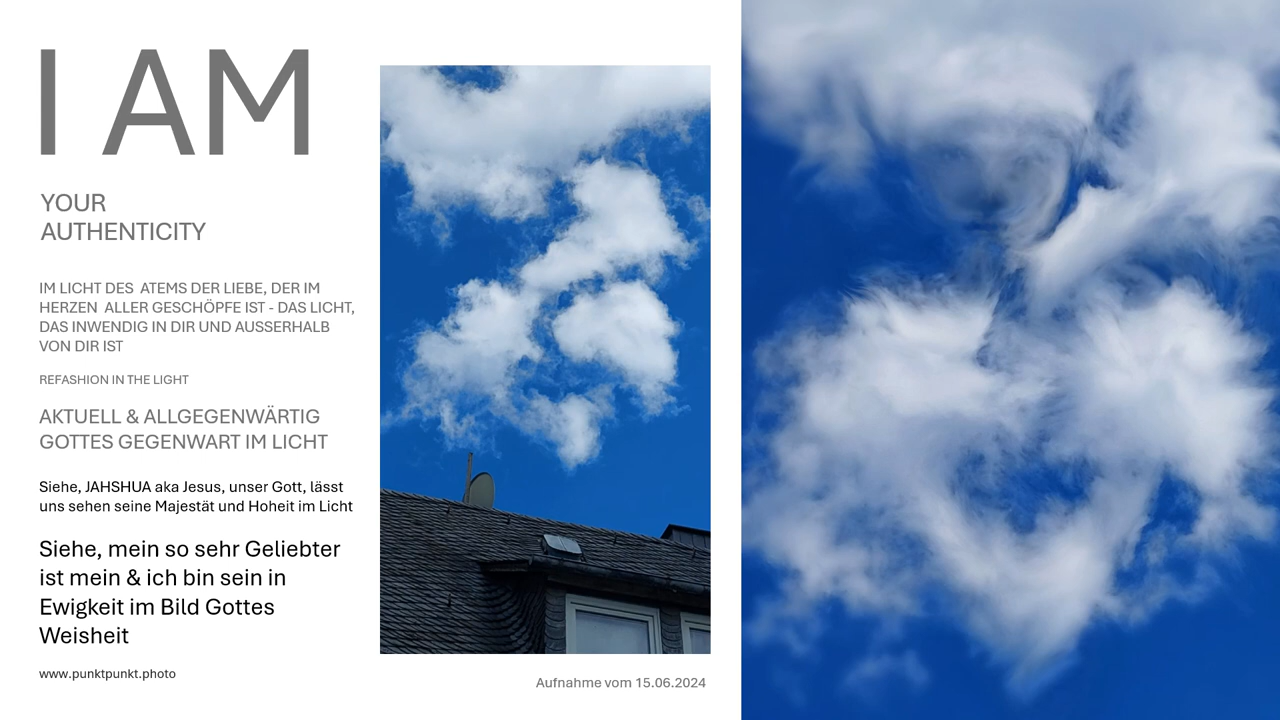 I AM
YOUR
AUTHENTICITY
IM LICHT DES  ATEMS DER LIEBE, DER IM
HERZEN  ALLER GESCHÖPFE IST - DAS LICHT,
DAS INWENDIG IN DIR UND AUSSERHALB
VON DIR IST
REFASHION IN THE LIGHT
AKTUELL & ALLGEGENWÄRTIG
GOTTES GEGENWART IM LICHT
Siehe, JAHSHUA aka Jesus, unser Gott, lässt
uns sehen seine Majestät und Hoheit im Licht
Siehe, mein so sehr Geliebter
ist mein & ich bin sein in
Ewigkeit im Bild Gottes
Weisheit
www.punktpunkt.photo
Aufnahme vom 15.06.2024